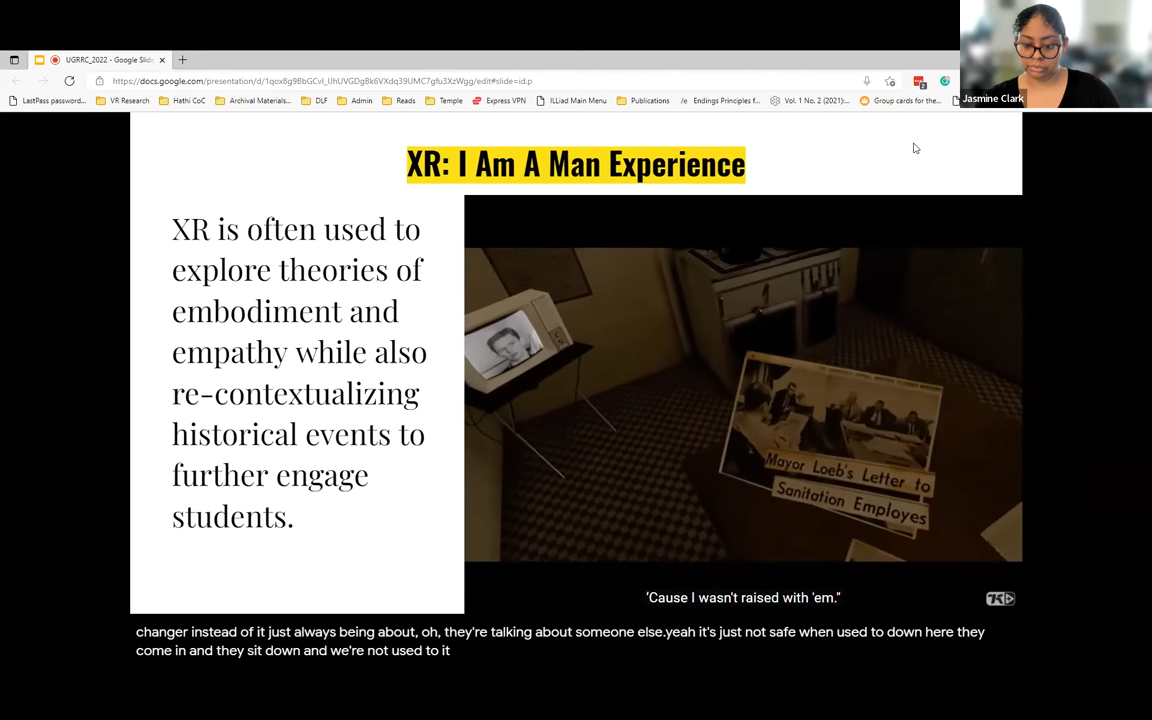 UGRRC_2022 - Google Slid
https://docs.google.com/presentation/d/1qox8g9BbGCvI_IJhUVGDgBk6VXdq39UMC7gfu3XzWgg/edit#slide=id.p
LastPass password... VR Research Hathi CoC Archival Materials... DLF Admin Reads Temple Express VPN ILLiad Main Menu Publications Endings Principles f... Vol. 1 No. 2 (2021):... Group cards for the...
Jasmine Clark
XR: I Am A Man Experience
XR is often used to
explore theories of
embodiment and
empathy while also
re-contextualizing
historical events to
further engage
students.
Mayor Loeb's Letter to
Sanitation Employes
'Cause I wasn't raised with 'em."
changer instead of it just always being about, oh, they're talking about someone else.yeah it's just not safe when used to down here they
come in and they sit down and we're not used to it